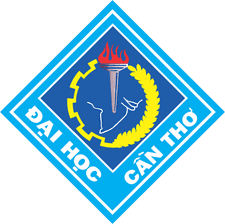 ĐẠI HỌC
CẦN THƠ